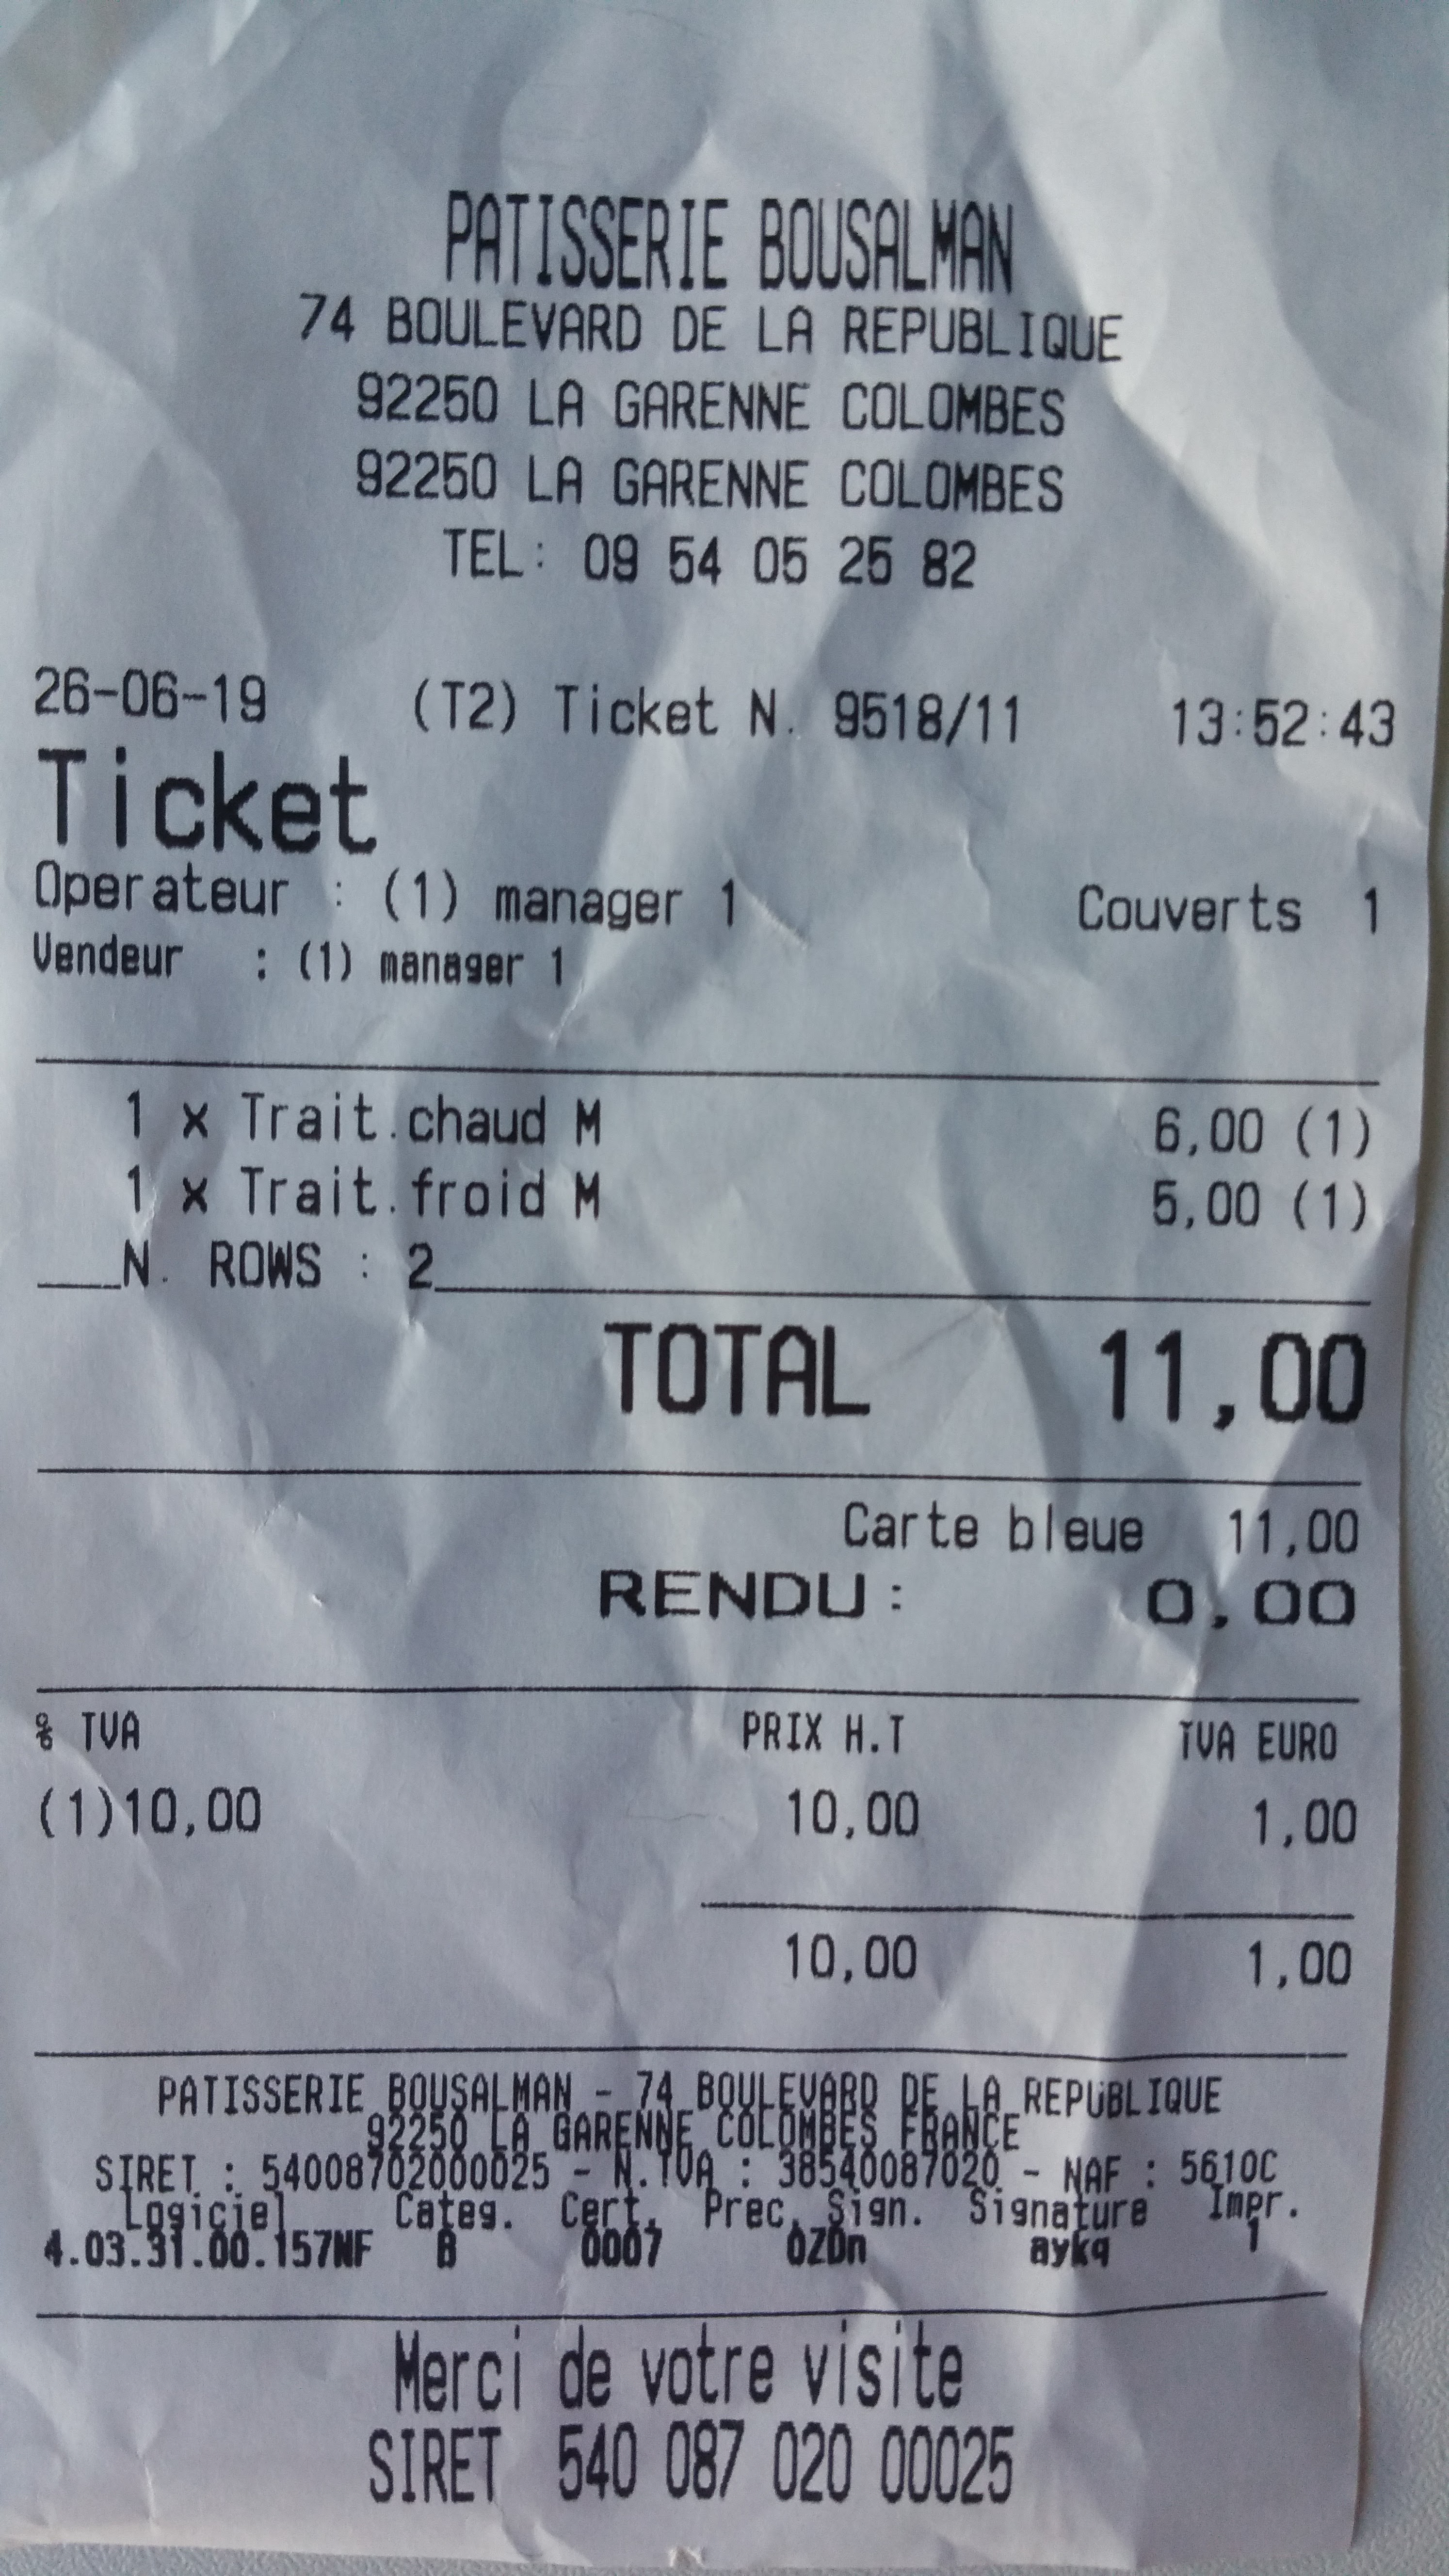 PATISSERIE BOUSALMAN
74 BOULEVARD DE LA REPUBLIQUE
92250 LA GARENNE COLOMBES
92250 LA GARENNE COLOMBES
TEL: 09 54 05 25 82
26-06-19 (T2) Ticket N. 9518/11 13:52:43
Ticket
Operateur : (1) manager 1 Couverts 1
Vendeur : (1) manager 1
1 x Trait.chaud M 6,00 (1)
1 x Trait.froid M 5,00 (1)
___N. ROWS : 2
TOTAL 11,00
Carte bleue 11,00
RENDU: 0,00
% TVA PRIX H.T TVA EURO
(1)10,00 10,00 1,00
10,00 1,00
PATISSERIE BOUSALMAN - 74 BOULEVARD DE LA REPUBLIQUE
92250 LA GARENNE COLOMBES FRANCE
SIRET : 54008702000025 - N.TVA : 38540087020 - NAF : 5610C
Logiciel Categ. Cert. Prec. Sign. Signature Impr.
4.03.31.00.157NF B 0007 OZDn aykq 1
Merci de votre visite
SIRET 540 087 020 00025